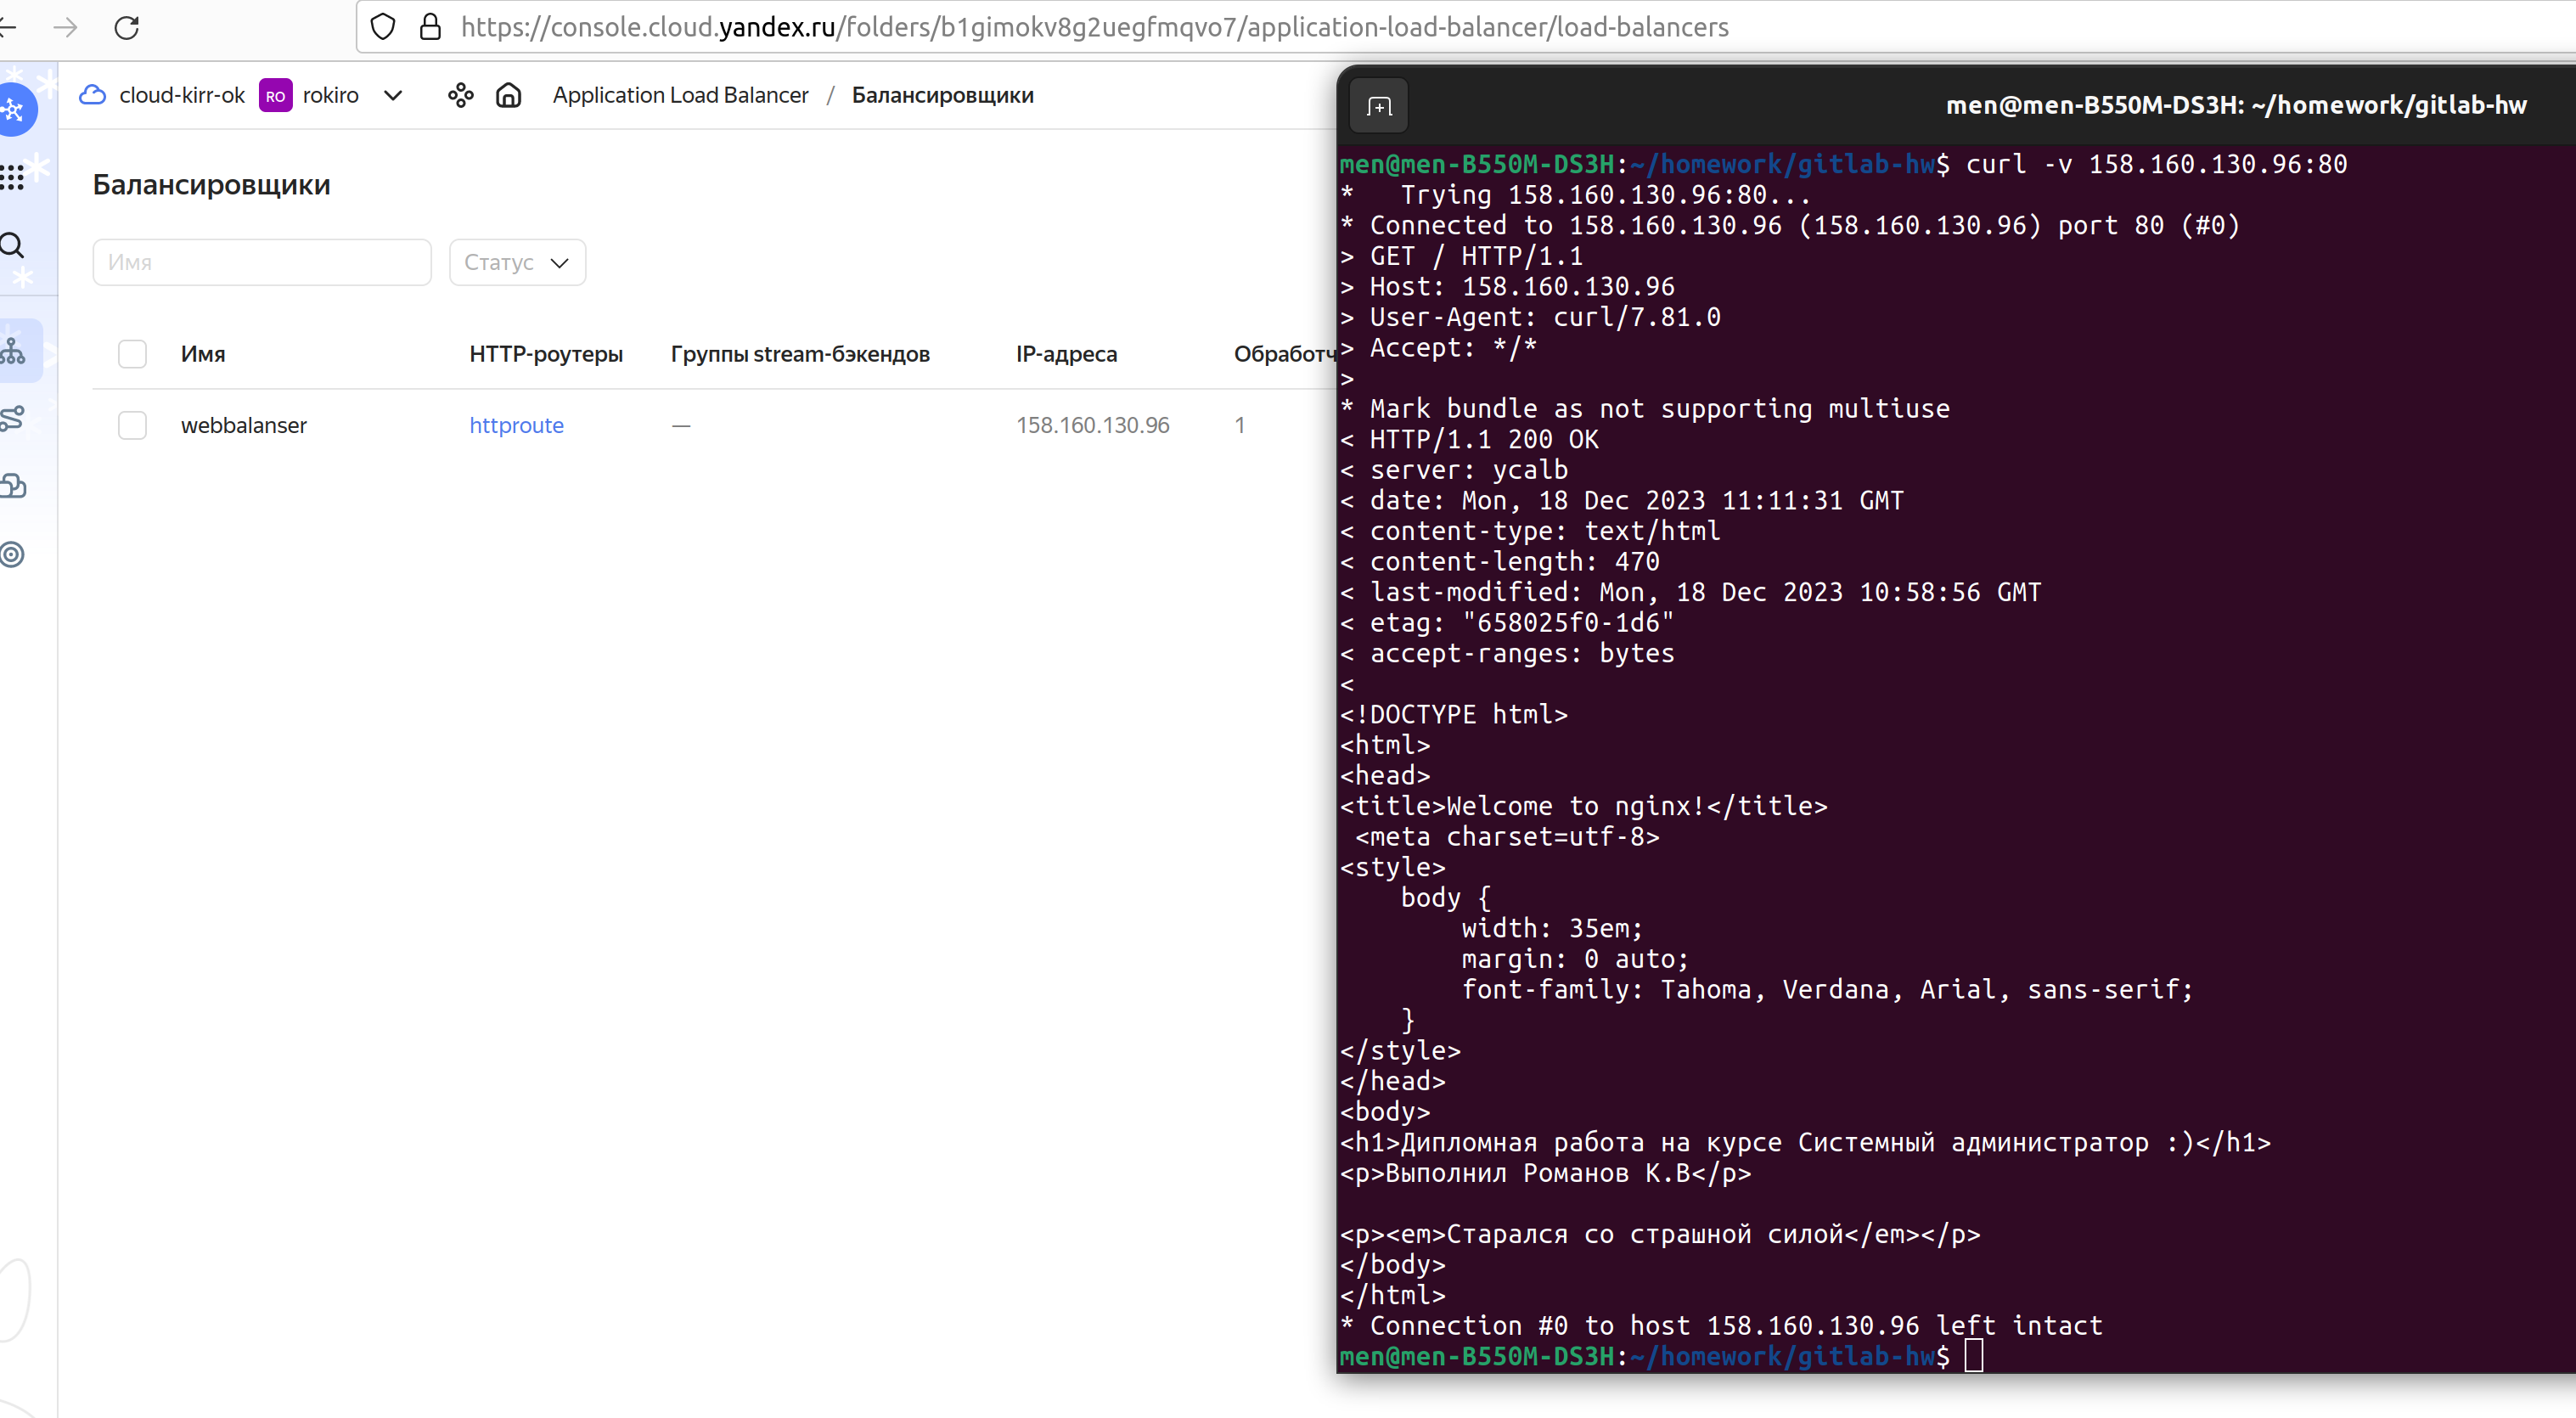 https://console.cloud.yandex.ru/folders/b1gimokv8g2uegfmqvo7/application-load-balancer/load-balancers
cloud-kirr-ok RO rokiro Application Load Balancer / Балансировщики
Балансировщики
Имя Статус
Имя HTTP-роутеры Группы stream-бэкендов IP-адреса Обработч
webbalanser httproute — 158.160.130.96 1
men@men-B550M-DS3H: ~/homework/gitlab-hw
men@men-B550M-DS3H:~/homework/gitlab-hw$ curl -v 158.160.130.96:80
*   Trying 158.160.130.96:80...
* Connected to 158.160.130.96 (158.160.130.96) port 80 (#0)
> GET / HTTP/1.1
> Host: 158.160.130.96
> User-Agent: curl/7.81.0
> Accept: */*
>
* Mark bundle as not supporting multiuse
< HTTP/1.1 200 OK
< server: ycalb
< date: Mon, 18 Dec 2023 11:11:31 GMT
< content-type: text/html
< content-length: 470
< last-modified: Mon, 18 Dec 2023 10:58:56 GMT
< etag: "658025f0-1d6"
< accept-ranges: bytes
<
<!DOCTYPE html>
<html>
<head>
<title>Welcome to nginx!</title>
 <meta charset=utf-8>
<style>
    body {
        width: 35em;
        margin: 0 auto;
        font-family: Tahoma, Verdana, Arial, sans-serif;
    }
</style>
</head>
<body>
<h1>Дипломная работа на курсе Системный администратор :)</h1>
<p>Выполнил Романов К.В</p>
<p><em>Старался со страшной силой</em></p>
</body>
</html>
* Connection #0 to host 158.160.130.96 left intact
men@men-B550M-DS3H:~/homework/gitlab-hw$